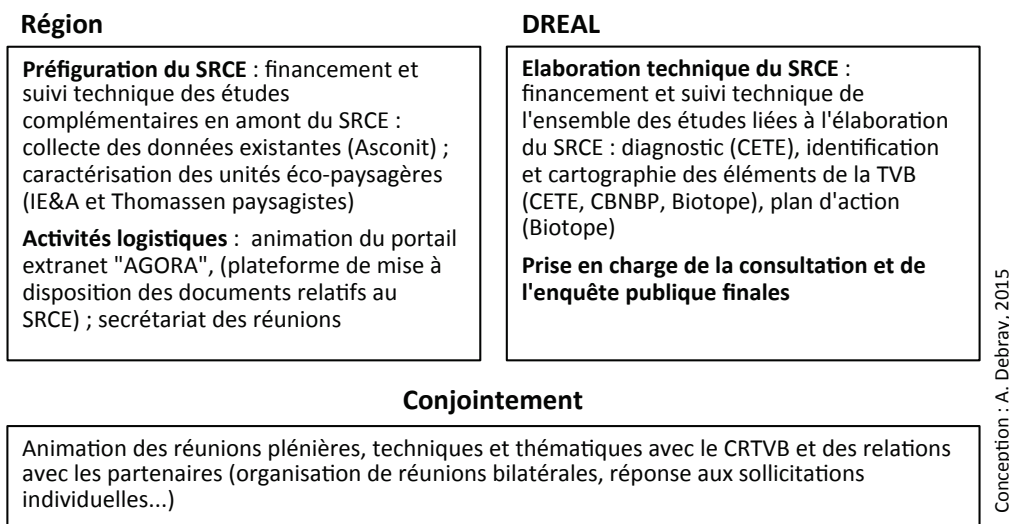 Région
Préfiguration du SRCE : financement et
suivi technique des études
complémentaires en amont du SRCE :
collecte des données existantes (Asconit) ;
caractérisation des unités éco-paysagères
(IE&A et Thomassen paysagistes)
Activités logistiques : animation du portail
extranet "AGORA", (plateforme de mise à
disposition des documents relatifs au
SRCE) ; secrétariat des réunions
DREAL
Elaboration technique du SRCE :
financement et suivi technique de
l'ensemble des études liées à l'élaboration
du SRCE : diagnostic (CETE), identification
et cartographie des éléments de la TVB
(CETE, CBNBP, Biotope), plan d'action
(Biotope)
Prise en charge de la consultation et de
l'enquête publique finales
Conjointement
Animation des réunions plénières, techniques et thématiques avec le CRTVB et des relations
avec les partenaires (organisation de réunions bilatérales, réponse aux sollicitations
individuelles...)
Conception : A. Debray, 2015